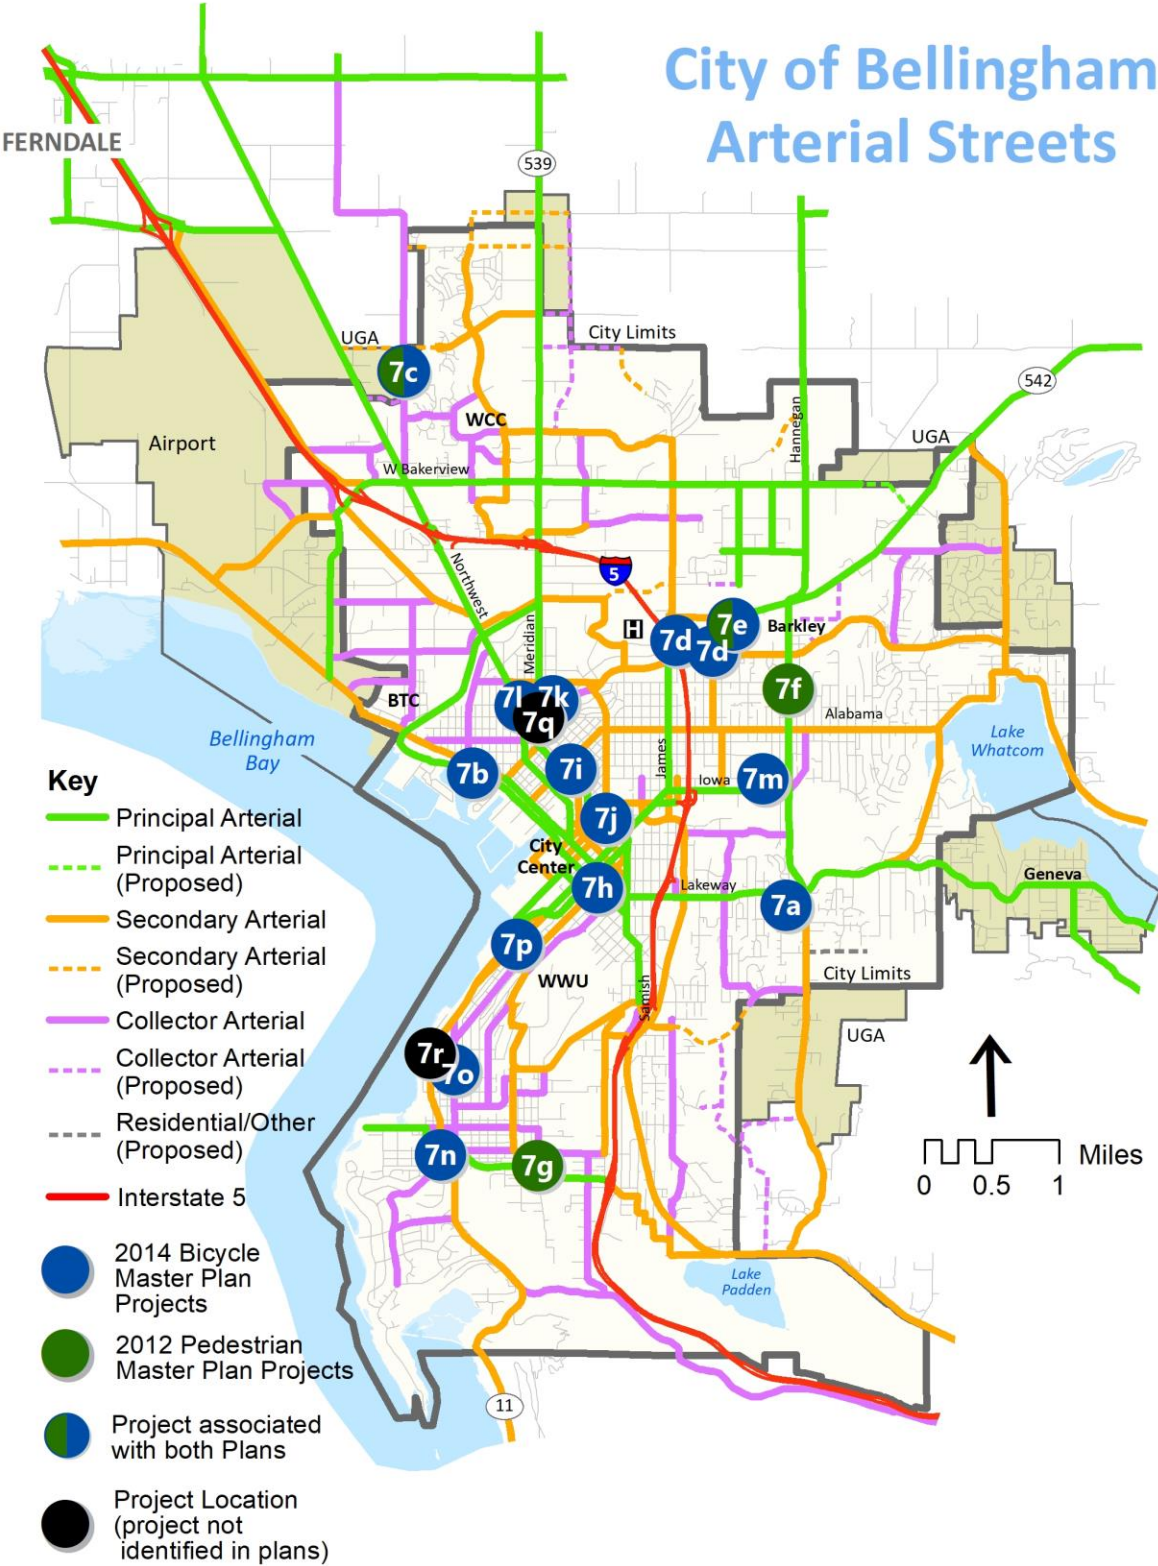 City of Bellingham
Arterial Streets
FERNDALE
539
UGA
City Limits
7c
542
WCC
Hannegan
UGA
Airport
W Bakerview
5
Northwest
Meridian
H
7d
7e
7d
Barkley
7f
BTC
7l
7k
7q
Alabama
Bellingham
Bay
Lake
Whatcom
James
7b
7i
Iowa
7m
7j
City
Center
7h
Lakeway
7a
Geneva
7p
WWU
City Limits
Samish
UGA
7r
7o
7n
7g
Miles
0
0.5
1
Lake
Padden
11
Key
Principal Arterial
Principal Arterial
(Proposed)
Secondary Arterial
Secondary Arterial
(Proposed)
Collector Arterial
Collector Arterial
(Proposed)
Residential/Other
(Proposed)
Interstate 5
2014 Bicycle
Master Plan
Projects
2012 Pedestrian
Master Plan Projects
Project associated
with both Plans
Project Location
(project not
identified in plans)